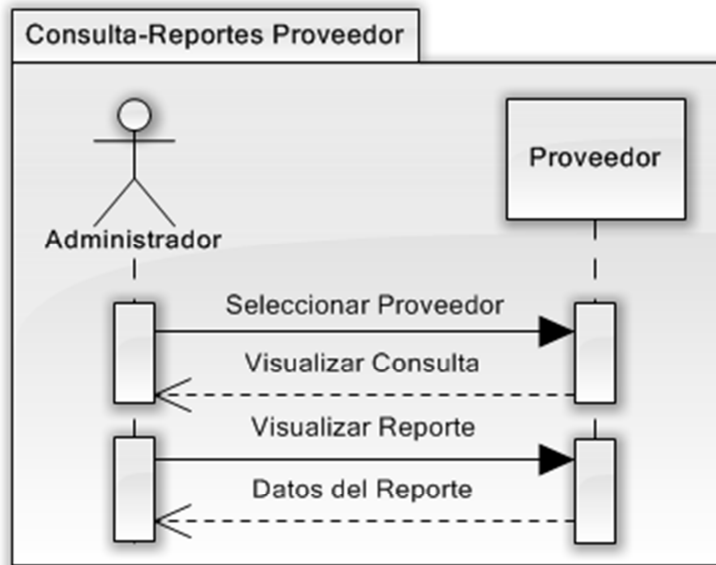 Consulta-Reportes Proveedor
Proveedor
Administrador
Seleccionar Proveedor
Visualizar Consulta
Visualizar Reporte
Datos del Reporte